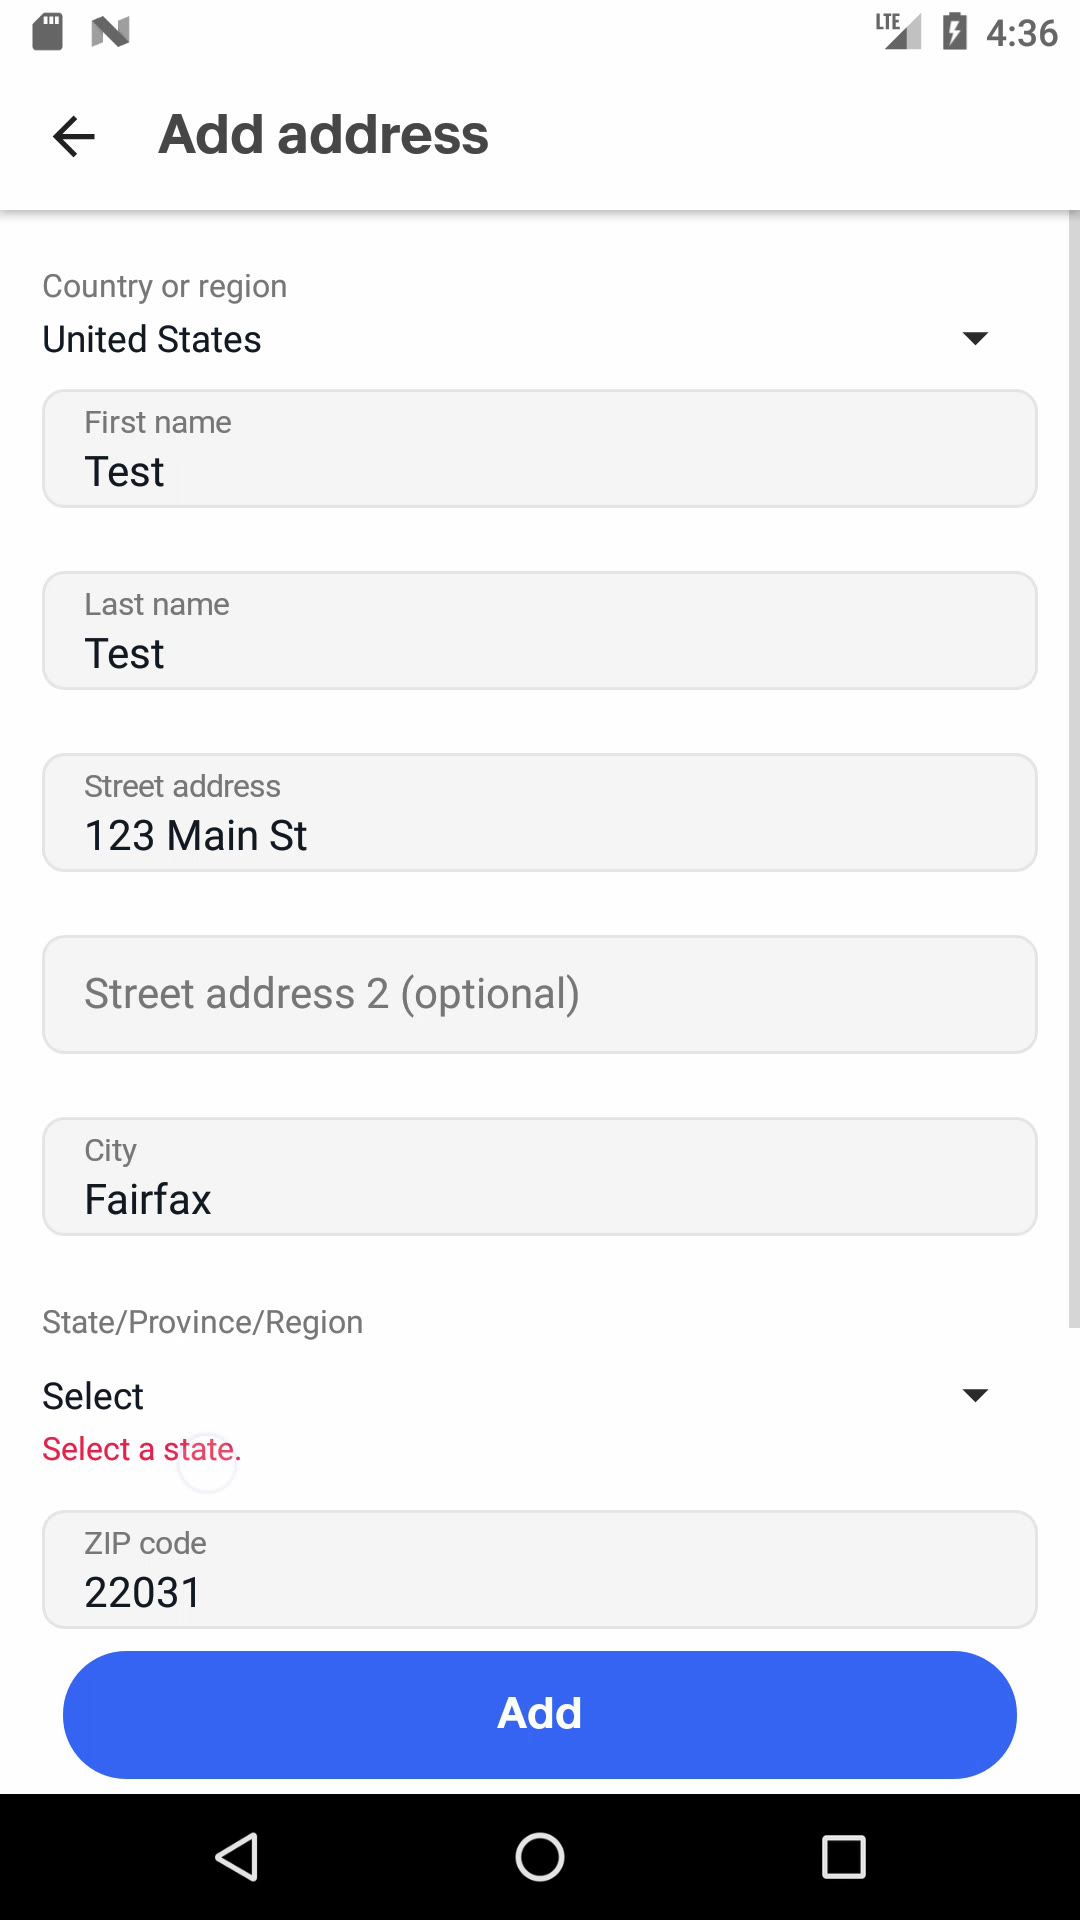 LTE 4:36
Add address
Country or region
United States
First name
Test
Last name
Test
Street address
123 Main St
Street address 2 (optional)
City
Fairfax
State/Province/Region
Select
Select a state.
ZIP code
22031
Add